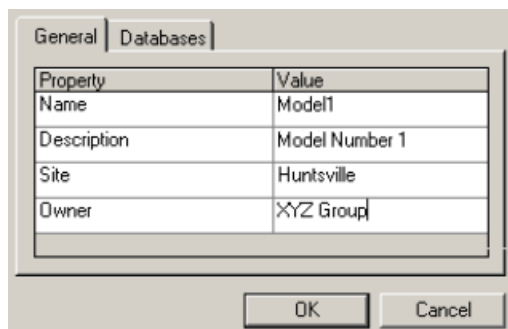 General Databases
Property Value
Name Model1
Description Model Number 1
Site Huntsville
Owner XYZ Group
OK Cancel